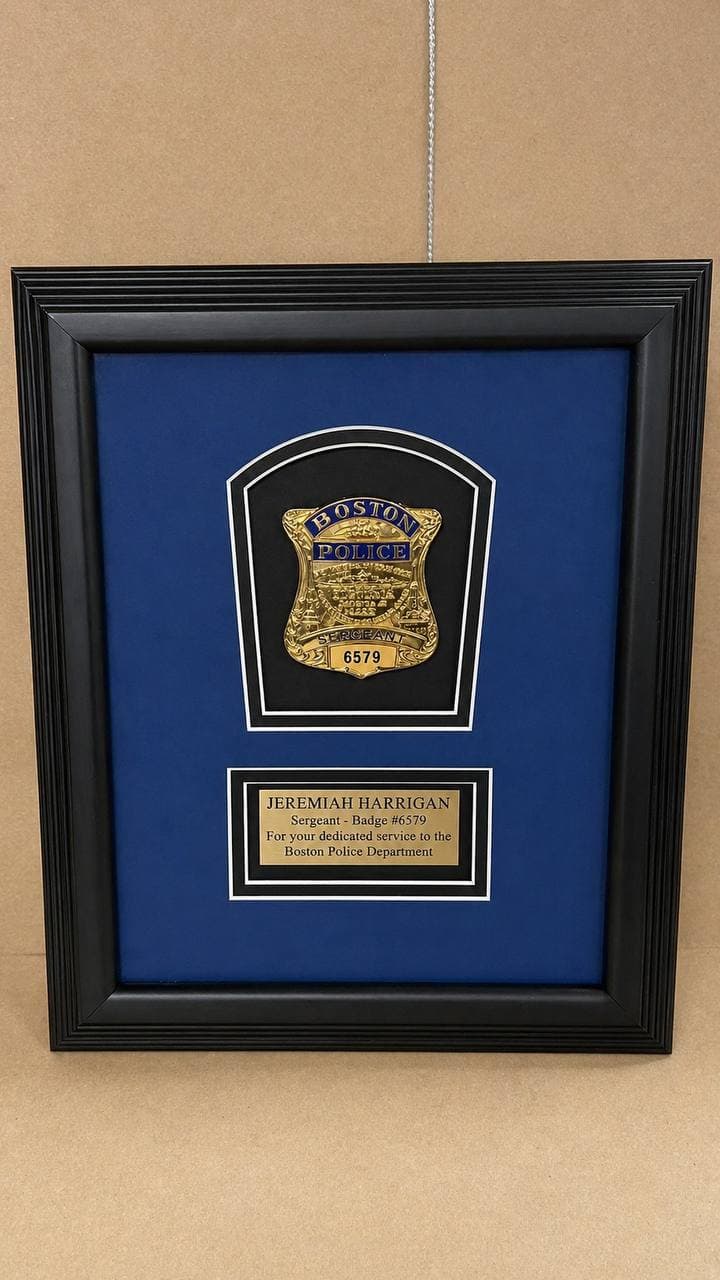 BOSTON
POLICE
SERGEANT
6579
JEREMIAH HARRIGAN
Sergeant - Badge #6579
For your dedicated service to the
Boston Police Department